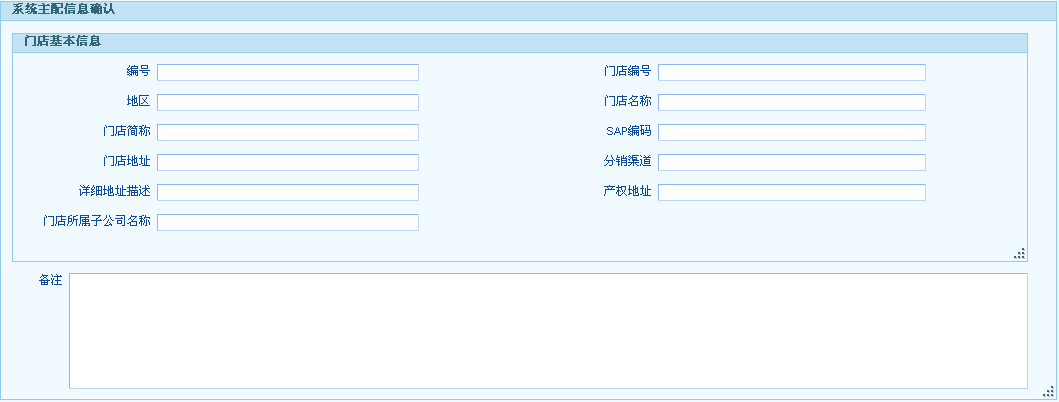 系统主配信息确认
门店基本信息
编号 门店编号
地区 门店名称
门店简称 SAP编码
门店地址 分销渠道
详细地址描述 产权地址
门店所属子公司名称
备注